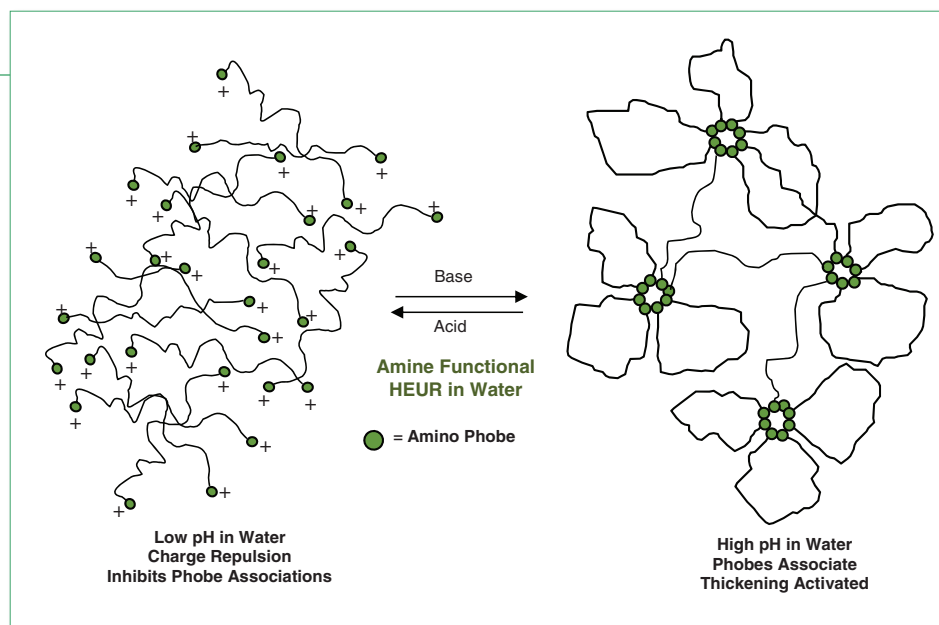 Base
Acid
Amine Functional
HEUR in Water
= Amino Phobe
Low pH in Water
Charge Repulsion
Inhibits Phobe Associations
High pH in Water
Phobes Associate
Thickening Activated